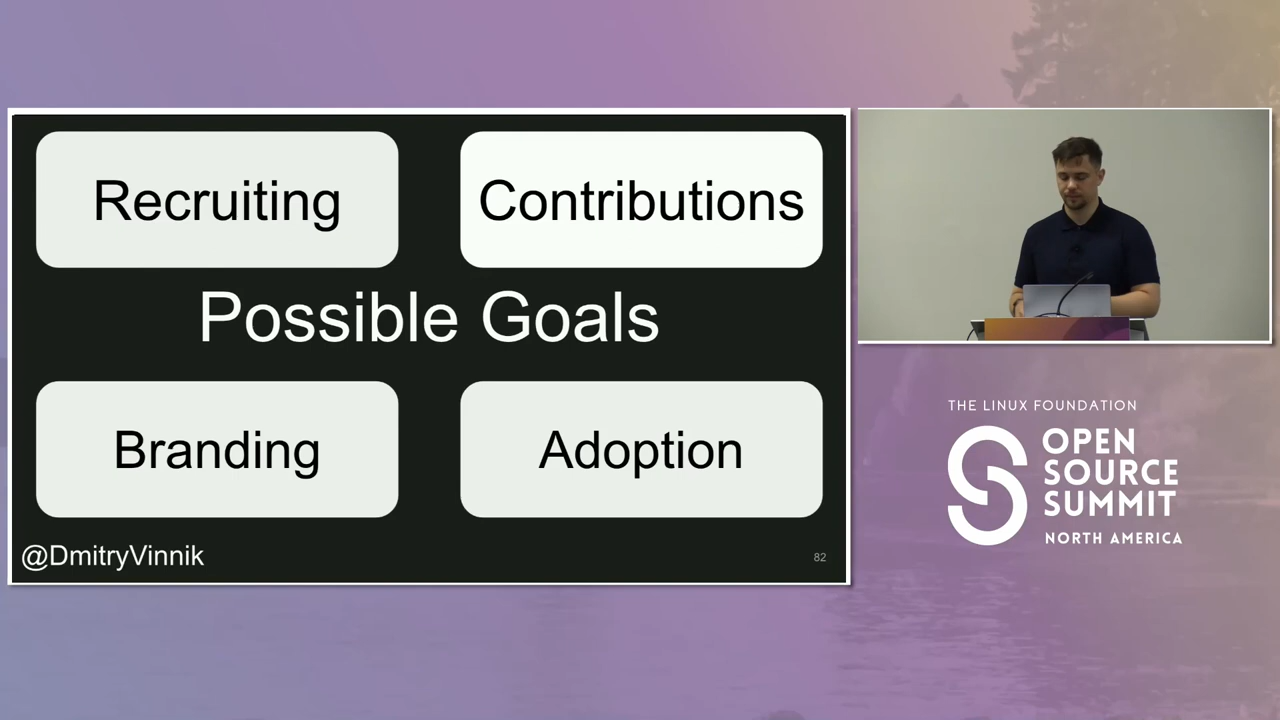 Recruiting
Contributions
Possible Goals
Branding
Adoption
@DmitryVinnik
82
THE LINUX FOUNDATION
OPEN
SOURCE
SUMMIT
NORTH AMERICA